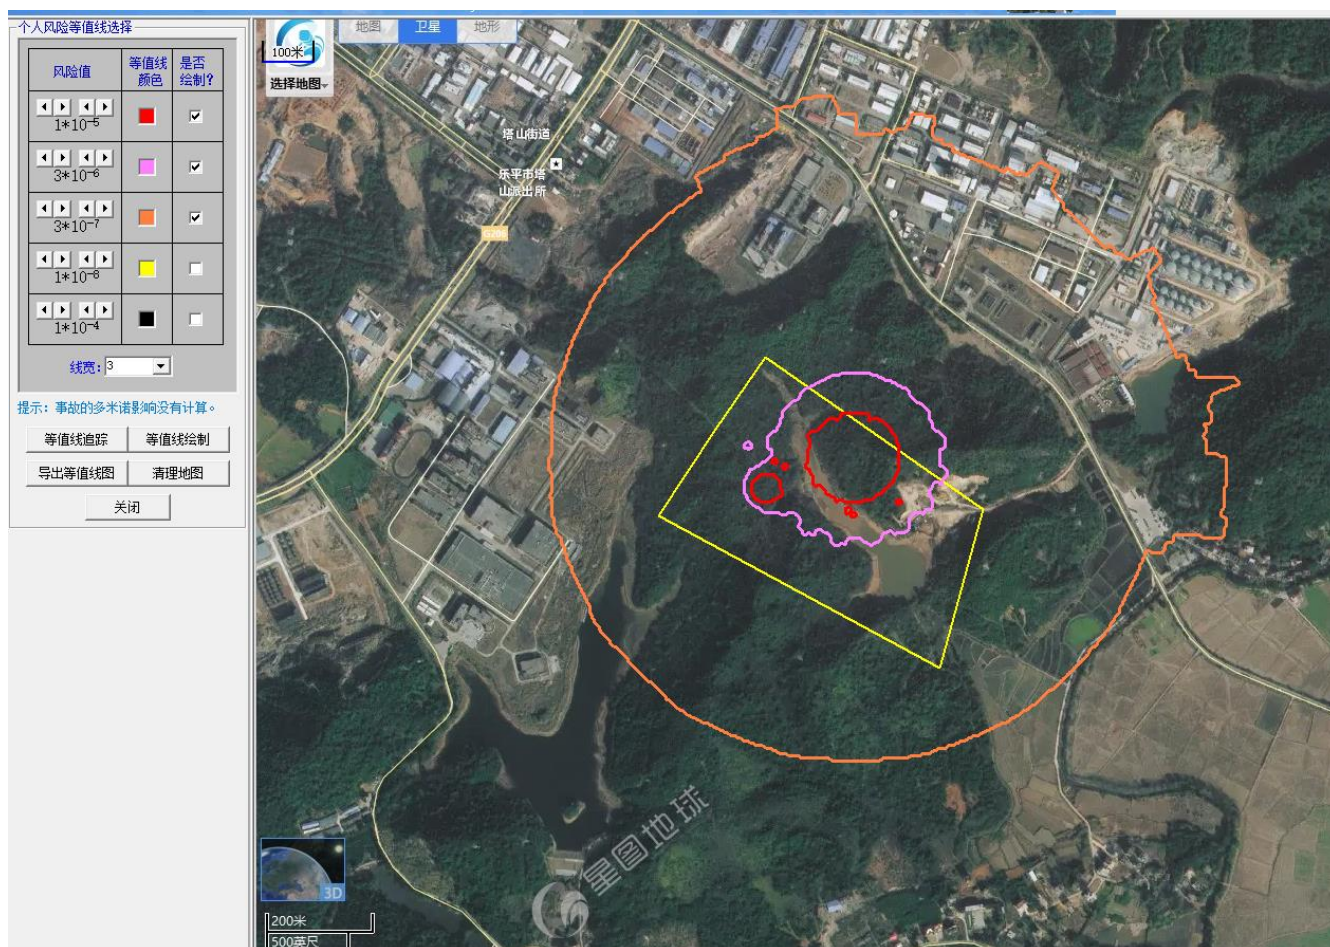 个人风险等值线选择
风险值
等值线
颜色
是否
绘制?
1*10-5
3*10-6
3*10-7
1*10-8
1*10-4
线宽: 3
提示: 事故的多米诺影响没有计算。
等值线追踪
等值线绘制
导出等值线图
清理地图
关闭
地图
卫星
地形
100米
选择地图
塔山街道
乐平市塔
山派出所
G206
星图地球
3D
200米
500英尺